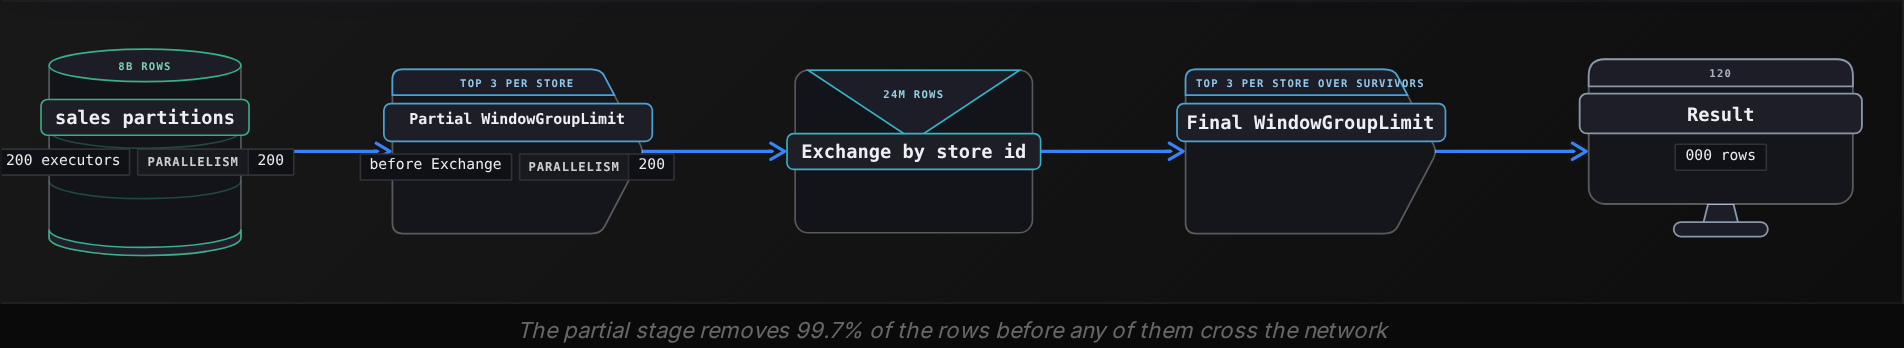 8B ROWS
sales partitions
200 executors
PARALLELISM 200
TOP 3 PER STORE
Partial WindowGroupLimit
before Exchange
PARALLELISM 200
24M ROWS
Exchange by store id
TOP 3 PER STORE OVER SURVIVORS
Final WindowGroupLimit
120
Result
000 rows
The partial stage removes 99.7% of the rows before any of them cross the network